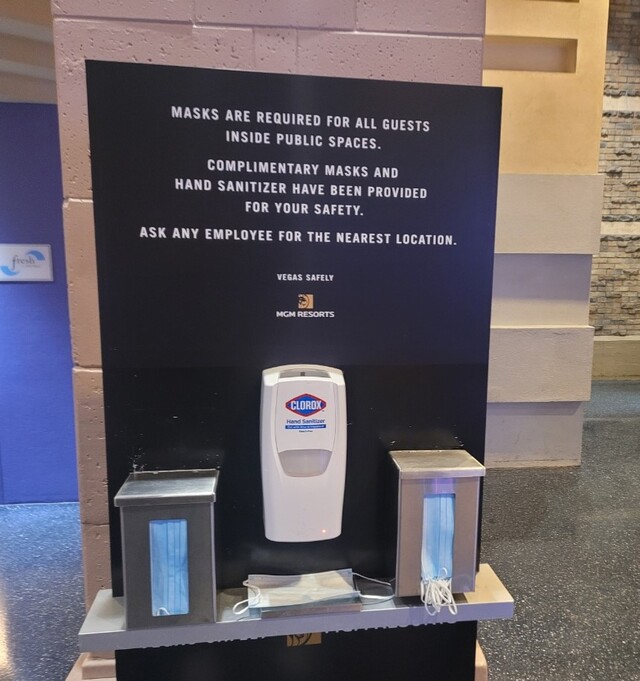 MASKS ARE REQUIRED FOR ALL GUESTS
INSIDE PUBLIC SPACES.
COMPLIMENTARY MASKS AND
HAND SANITIZER HAVE BEEN PROVIDED
FOR YOUR SAFETY.
ASK ANY EMPLOYEE FOR THE NEAREST LOCATION.
VEGAS SAFELY
MGM RESORTS
fresh
CLOROX
Hand Sanitizer